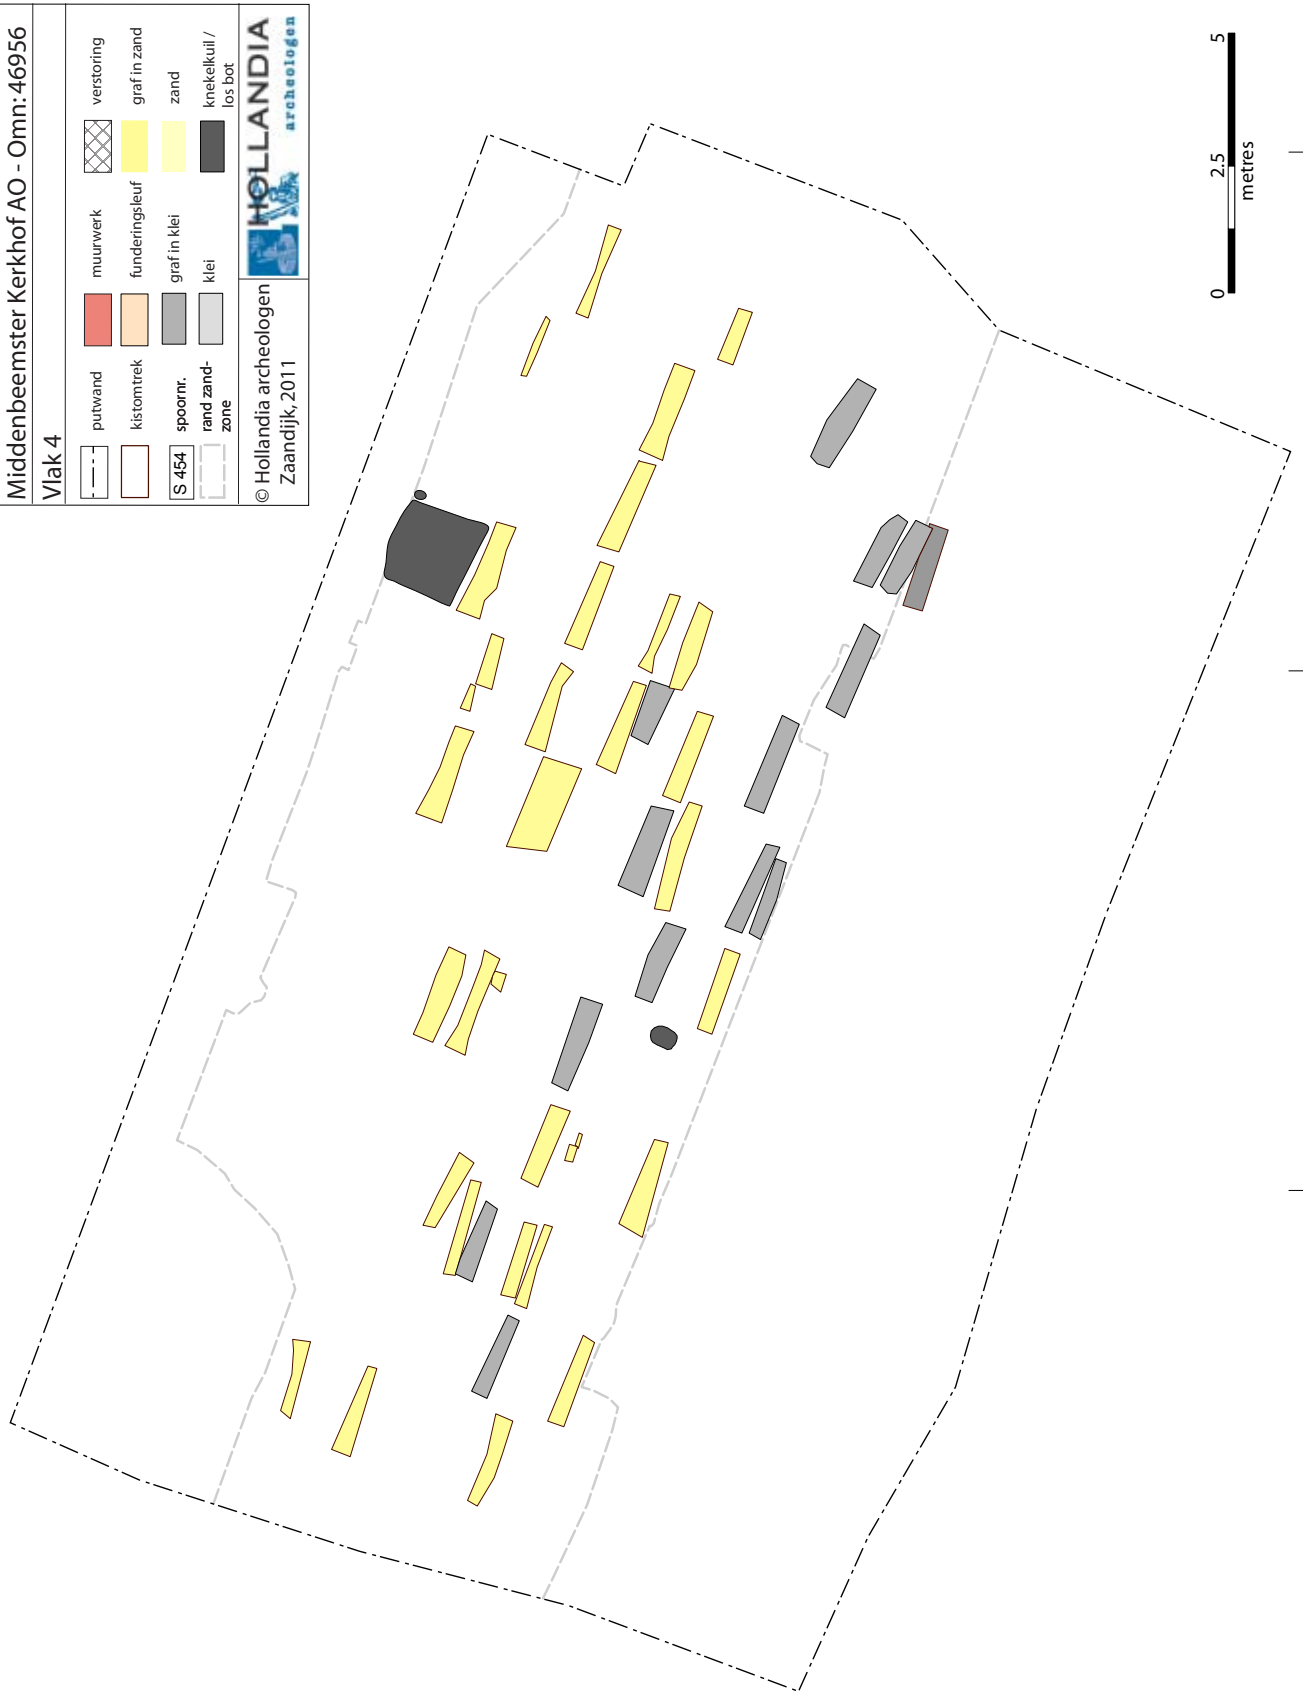 Middenbeemster Kerkhof AO - Omn:46956
Vlak 4
putwand
muurwerk
verstoring
kistomtrek
funderingsleuf
graf in zand
S 454
spoornr.
graf in klei
zand
rand zand-
zone
klei
knekelkuil /
los bot
© Hollandia archeologen
Zaandijk, 2011
HOLLANDIA
archeologen
0
2.5
5
metres